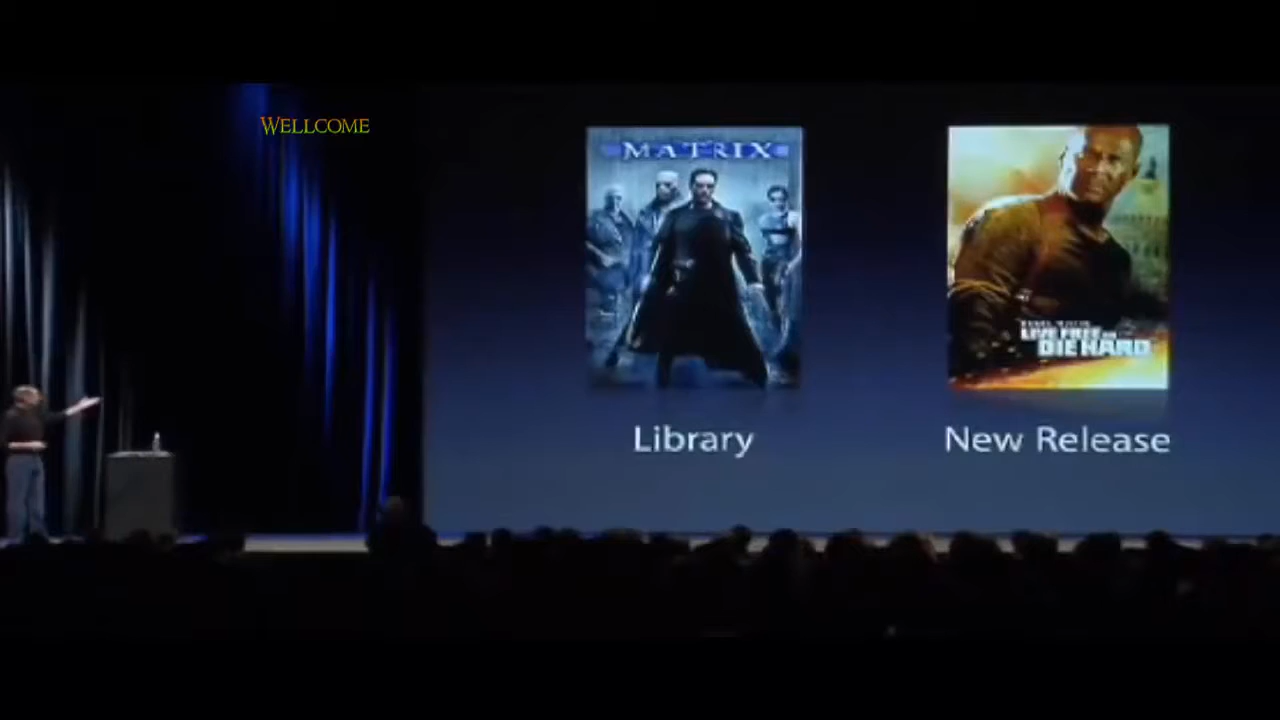 WELLCOME
MATRIX
LIVE FREE OR
DIE HARD
Library
New Release